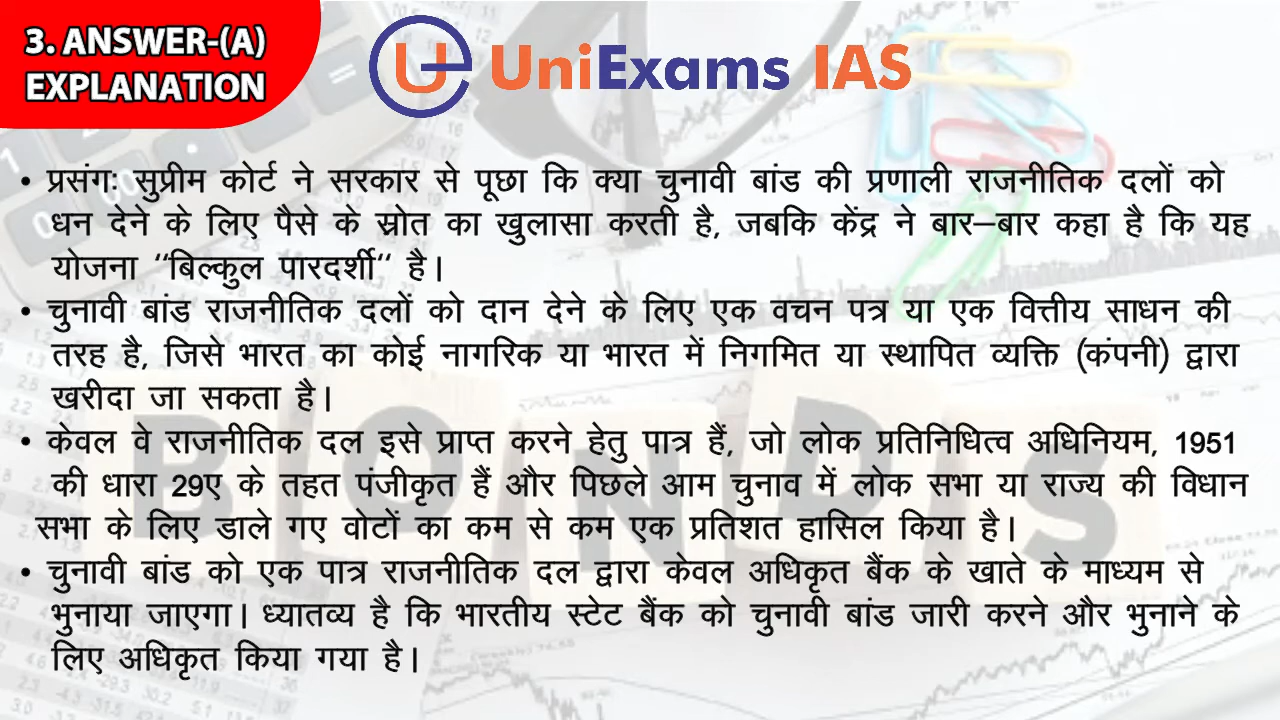 3. ANSWER-(A)
EXPLANATION
UniExams IAS
• प्रसंग: सुप्रीम कोर्ट ने सरकार से पूछा कि क्या चुनावी बांड की प्रणाली राजनीतिक दलों को
धन देने के लिए पैसे के स्रोत का खुलासा करती है, जबकि केंद्र ने बार–बार कहा है कि यह
योजना “बिल्कुल पारदर्शी“ है।
• चुनावी बांड राजनीतिक दलों को दान देने के लिए एक वचन पत्र या एक वित्तीय साधन की
तरह है, जिसे भारत का कोई नागरिक या भारत में निगमित या स्थापित व्यक्ति (कंपनी) द्वारा
खरीदा जा सकता है।
• केवल वे राजनीतिक दल इसे प्राप्त करने हेतु पात्र हैं, जो लोक प्रतिनिधित्व अधिनियम, 1951
की धारा 29ए के तहत पंजीकृत हैं और पिछले आम चुनाव में लोक सभा या राज्य की विधान
सभा के लिए डाले गए वोटों का कम से कम एक प्रतिशत हासिल किया है।
• चुनावी बांड को एक पात्र राजनीतिक दल द्वारा केवल अधिकृत बैंक के खाते के माध्यम से
भुनाया जाएगा। ध्यातव्य है कि भारतीय स्टेट बैंक को चुनावी बांड जारी करने और भुनाने के
लिए अधिकृत किया गया है।
BONDS